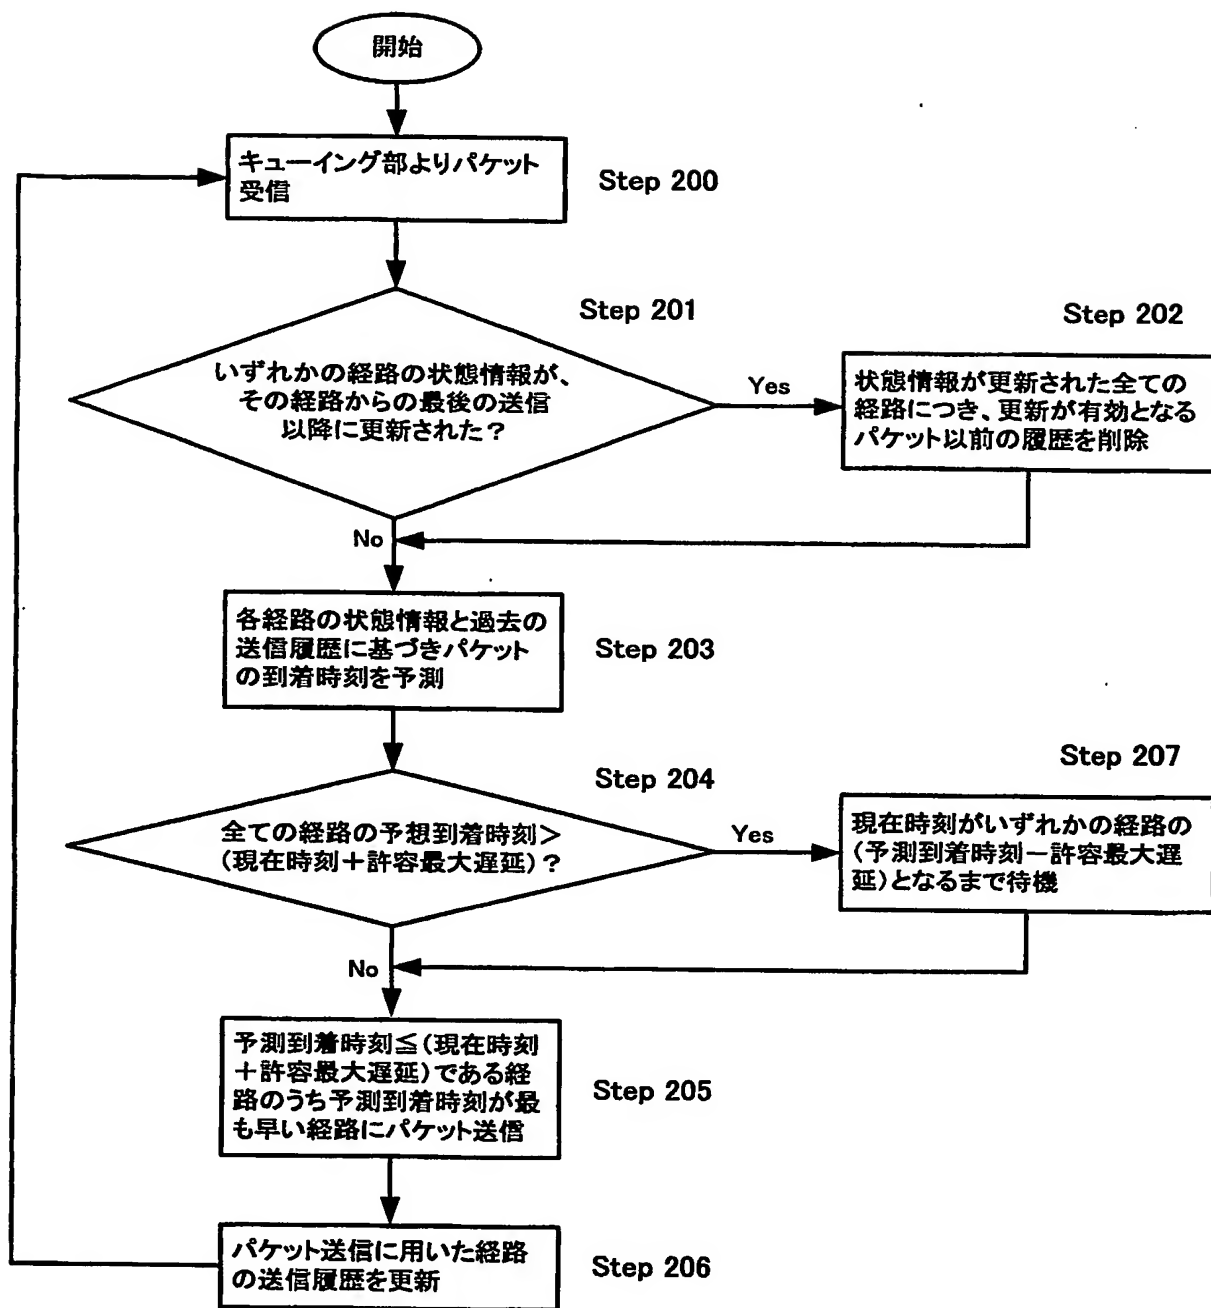 開始
キューイング部よりパケット
受信
Step 200
Step 201
いずれかの経路の状態情報が、
その経路からの最後の送信
以降に更新された？
Yes
Step 202
状態情報が更新された全ての
経路につき、更新が有効となる
パケット以前の履歴を削除
No
各経路の状態情報と過去の
送信履歴に基づきパケット
の到着時刻を予測
Step 203
Step 204
全ての経路の予想到着時刻＞
（現在時刻＋許容最大遅延）？
Yes
Step 207
現在時刻がいずれかの経路の
（予測到着時刻－許容最大遅
延）となるまで待機
No
予測到着時刻≦（現在時刻
＋許容最大遅延）である経
路のうち予測到着時刻が最
も早い経路にパケット送信
Step 205
パケット送信に用いた経路
の送信履歴を更新
Step 206